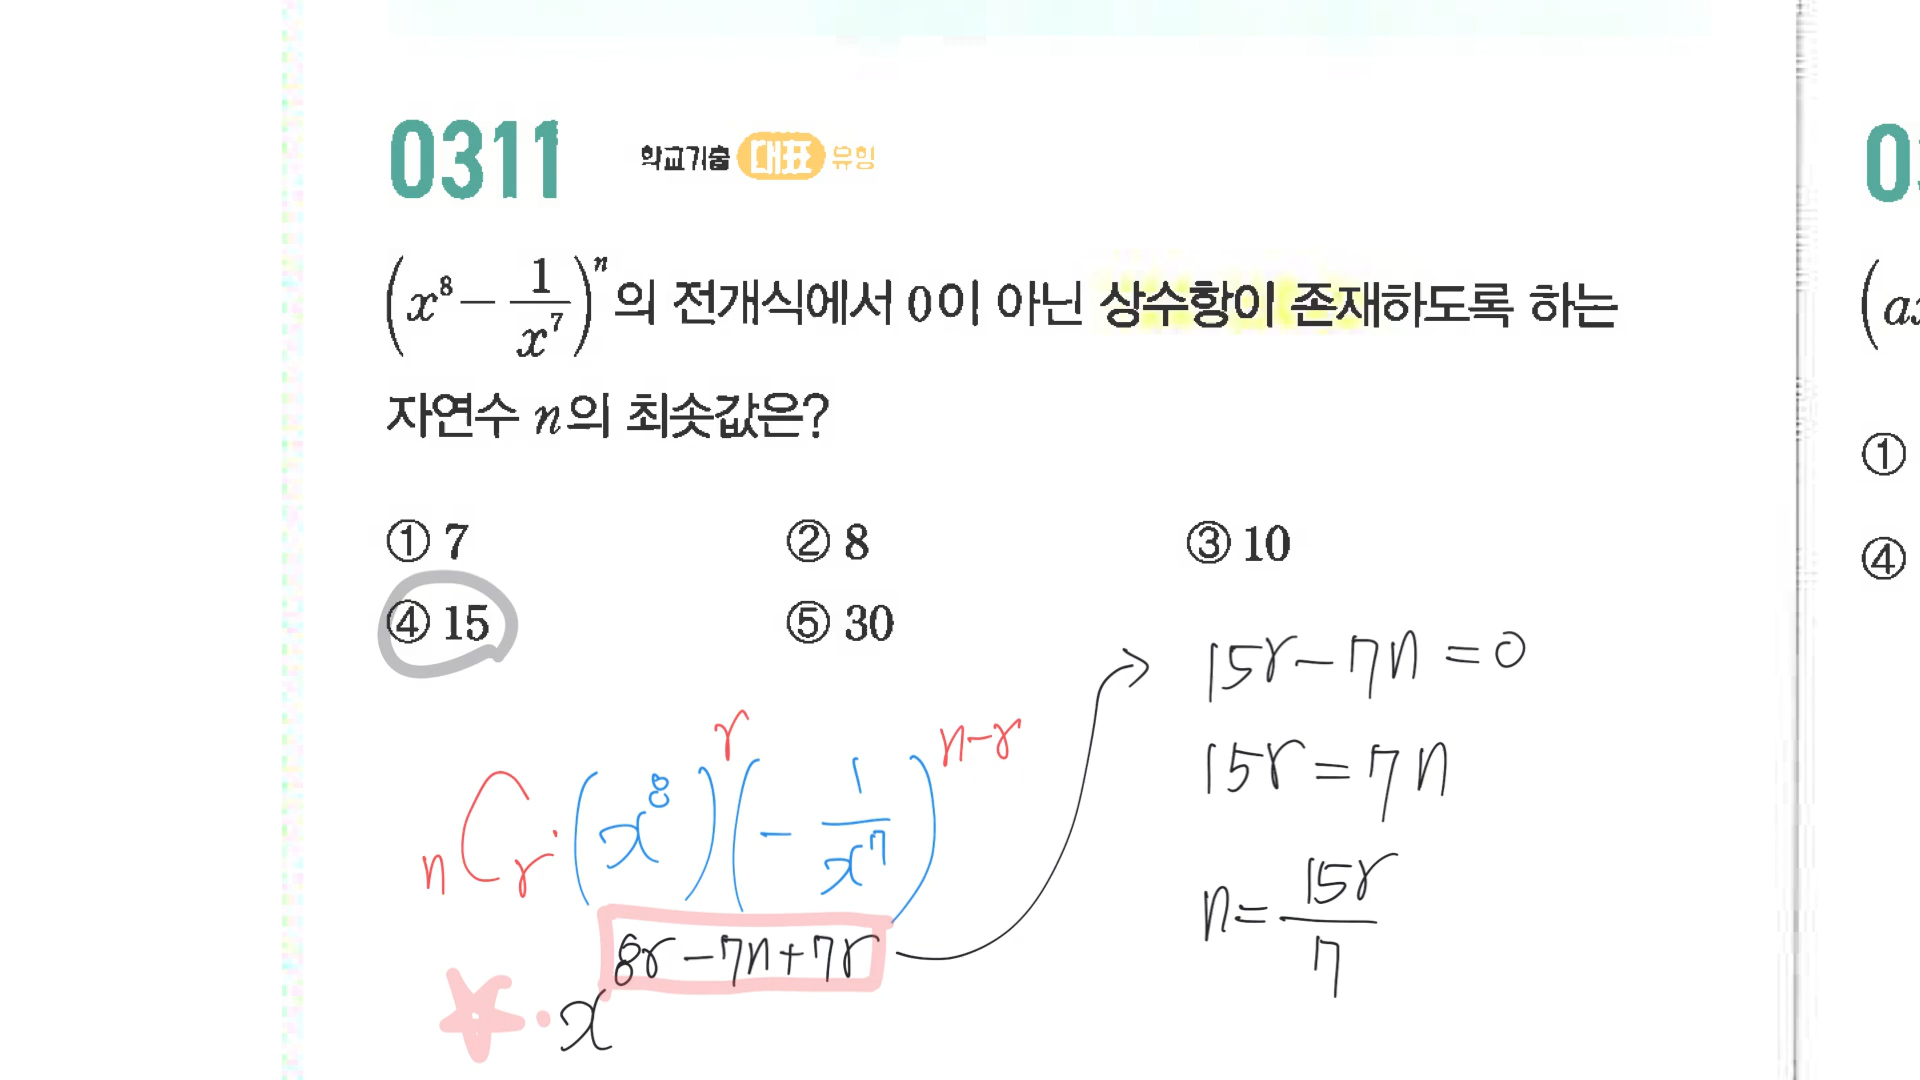 0311 학교기출 대표 유형
(x^8 - 1/x^7)^n 의 전개식에서 0이 아닌 상수항이 존재하도록 하는
자연수 n의 최솟값은?
① 7 ② 8 ③ 10
④ 15 ⑤ 30
nCr · (x^8)^r (- 1/x^7)^(n-r)
· x^(8r-7n+7r)
→ 15r-7n=0
15r=7n
n= 15r/7
(ax
①
④